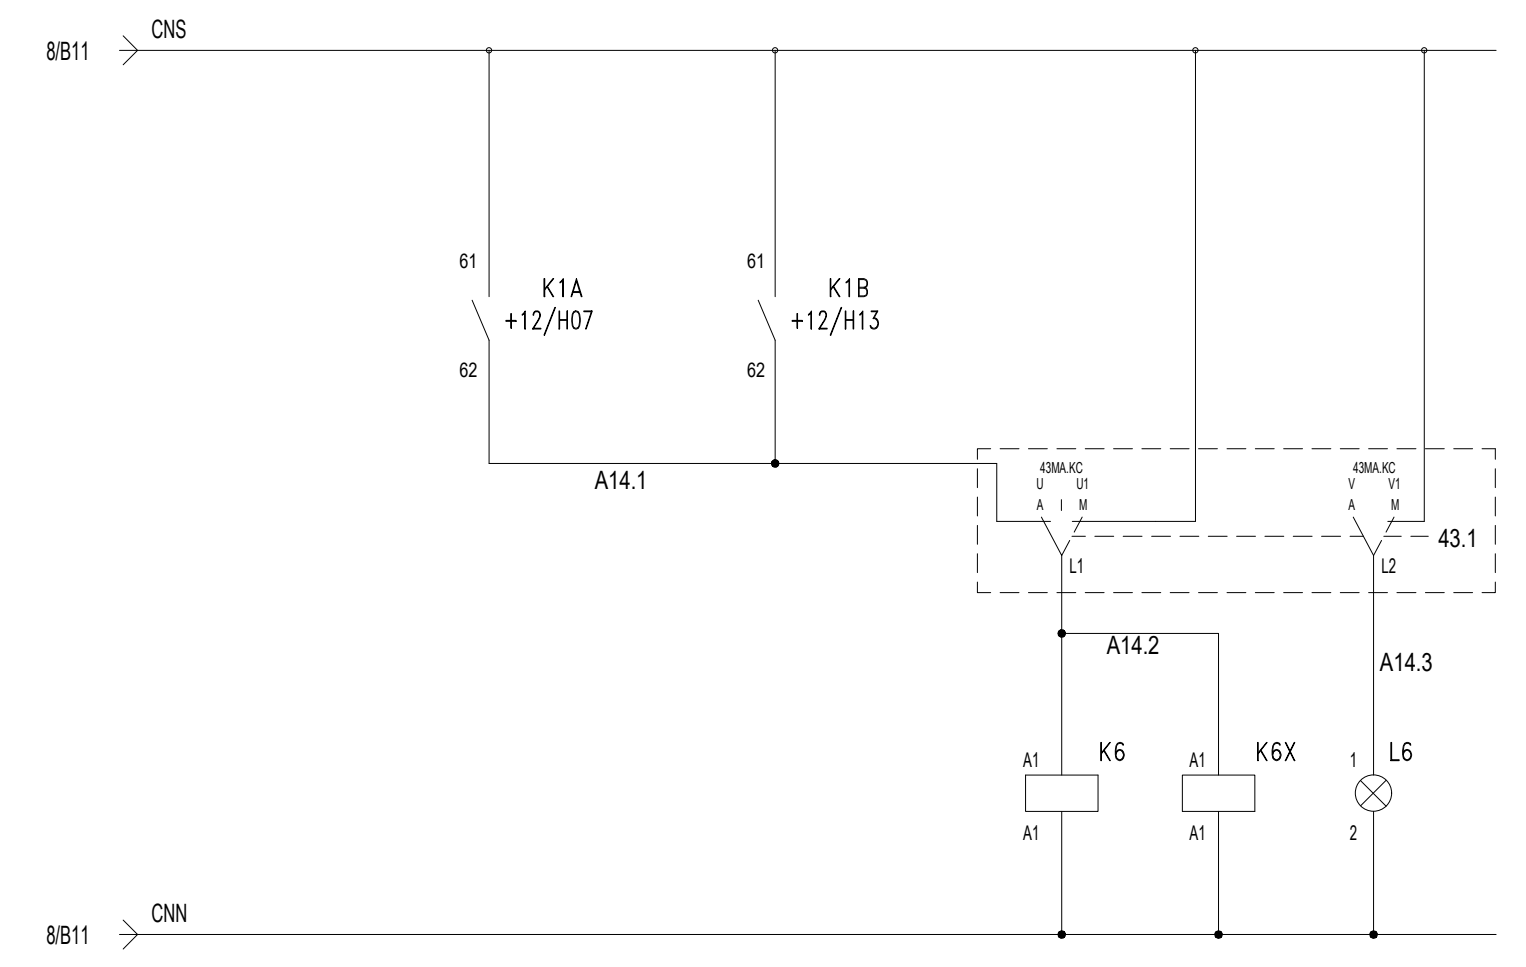 CNS
8/B11
61
61
K1A
K1B
+12/H07
+12/H13
62
62
43MA.KC
43MA.KC
U U1
V V1
A14.1
A I M
A M
43.1
L1
L2
A14.2
A14.3
K6
K6X
L6
A1
A1
1
A1
A1
2
CNN
8/B11